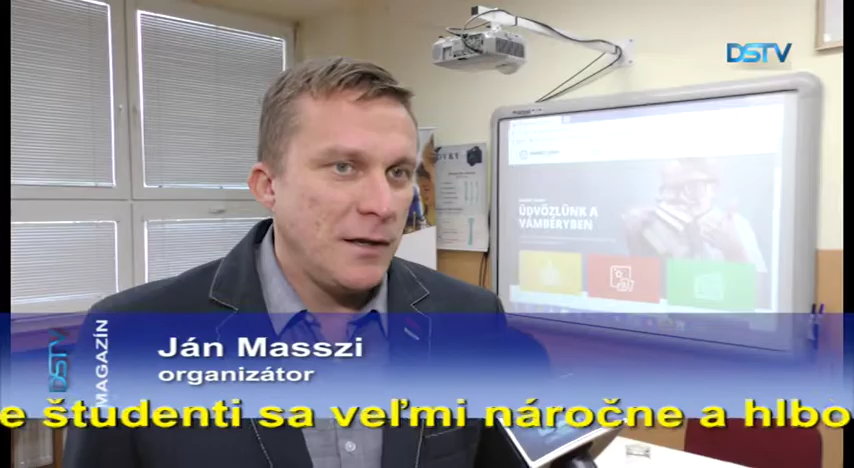 DSTV
ÜDVÖZLÜNK A
VÁMBÉRYBEN!
DSTV MAGAZÍN
Ján Masszi
organizátor
e študenti sa veľmi náročne a hlbo